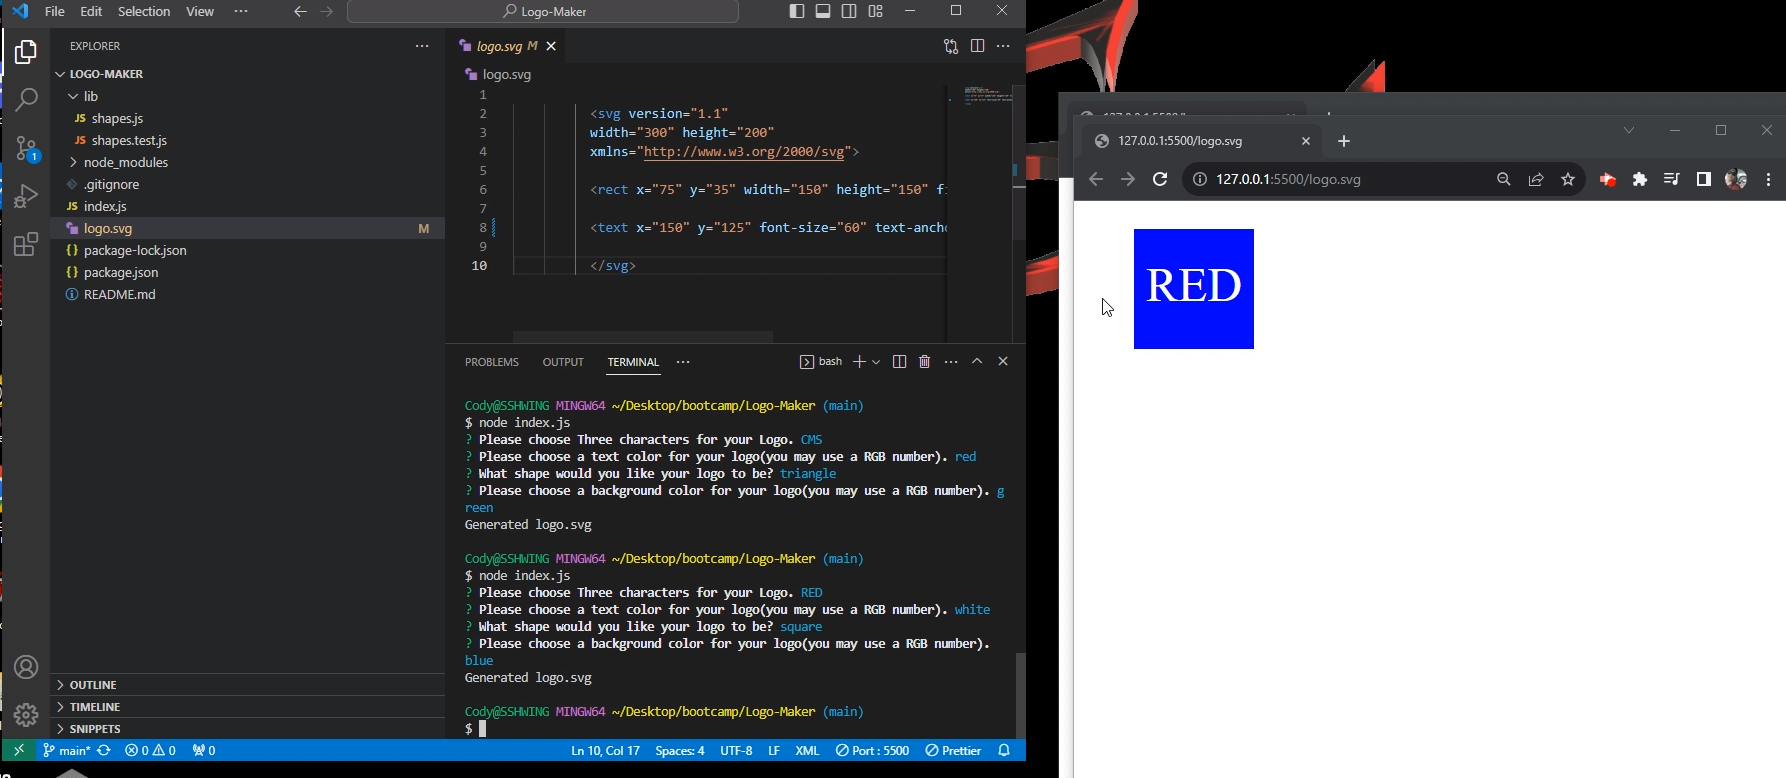 File Edit Selection View ··· Logo-Maker
EXPLORER
LOGO-MAKER
lib
JS shapes.js
JS shapes.test.js
node_modules
.gitignore
JS index.js
logo.svg M
{} package-lock.json
{} package.json
README.md
OUTLINE
TIMELINE
SNIPPETS
1
logo.svg M
logo.svg
1
2 <svg version="1.1"
3 width="300" height="200"
4 xmlns="http://www.w3.org/2000/svg">
5
6 <rect x="75" y="35" width="150" height="150" fi
7
8 <text x="150" y="125" font-size="60" text-ancho
9
10 </svg>
PROBLEMS OUTPUT TERMINAL ··· bash
Cody@SSHWING MINGW64 ~/Desktop/bootcamp/Logo-Maker (main)
$ node index.js
? Please choose Three characters for your Logo. CMS
? Please choose a text color for your logo(you may use a RGB number). red
? What shape would you like your logo to be? triangle
? Please choose a background color for your logo(you may use a RGB number). g
reen
Generated logo.svg
Cody@SSHWING MINGW64 ~/Desktop/bootcamp/Logo-Maker (main)
$ node index.js
? Please choose Three characters for your Logo. RED
? Please choose a text color for your logo(you may use a RGB number). white
? What shape would you like your logo to be? square
? Please choose a background color for your logo(you may use a RGB number).
blue
Generated logo.svg
Cody@SSHWING MINGW64 ~/Desktop/bootcamp/Logo-Maker (main)
$
main* 0 0 0 Ln 10, Col 17 Spaces: 4 UTF-8 LF XML Port : 5500 Prettier
127.0.0.1:5500/logo.svg
127.0.0.1:5500/logo.svg
RED